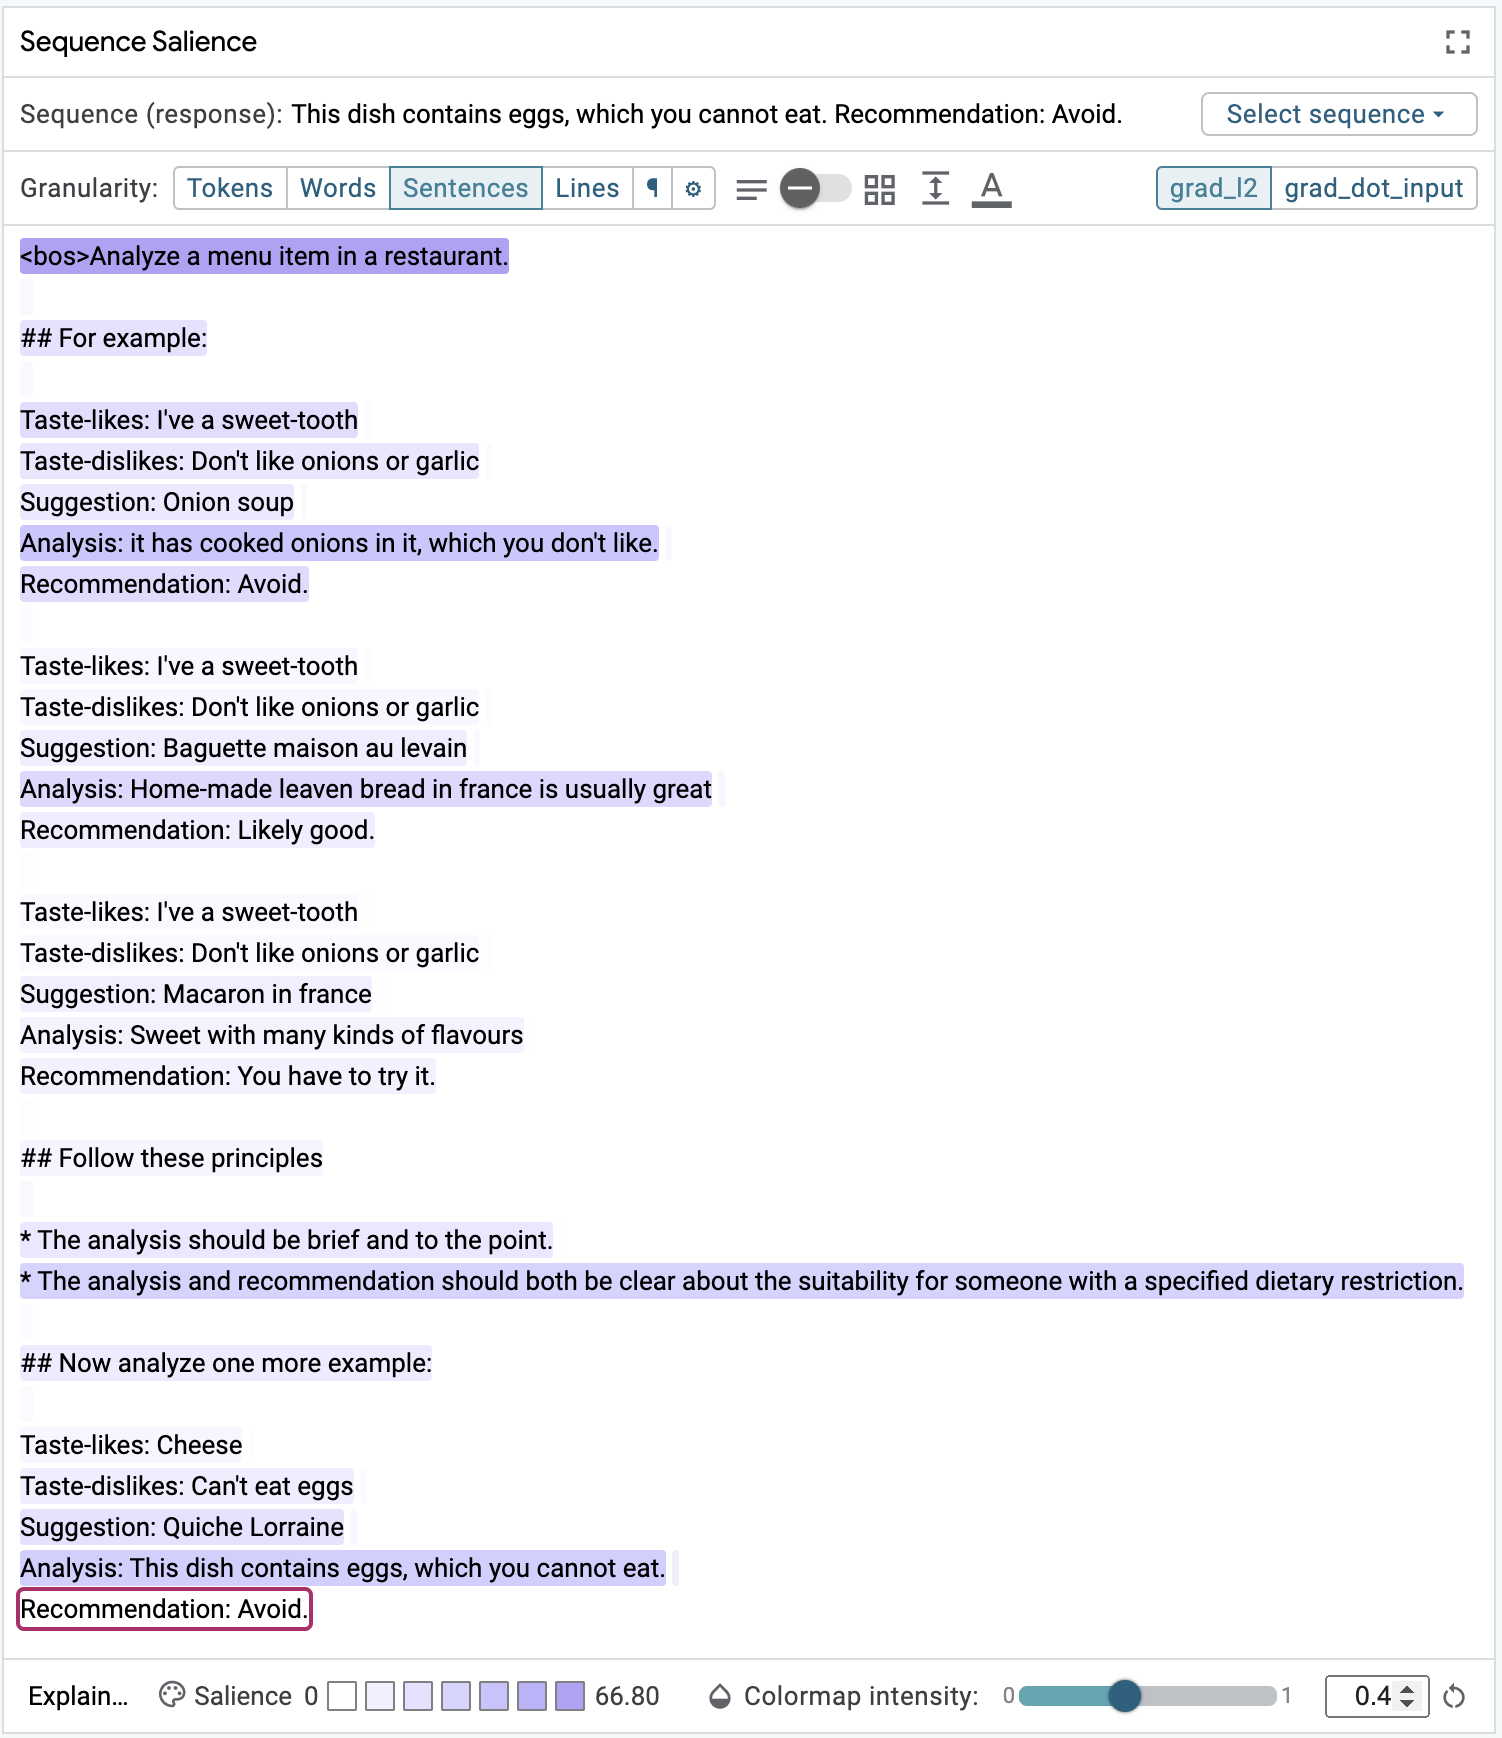 Sequence Salience
Sequence (response): This dish contains eggs, which you cannot eat. Recommendation: Avoid. Select sequence
Granularity: Tokens Words Sentences Lines ¶ grad_l2 grad_dot_input
<bos>Analyze a menu item in a restaurant.
## For example:
Taste-likes: I've a sweet-tooth
Taste-dislikes: Don't like onions or garlic
Suggestion: Onion soup
Analysis: it has cooked onions in it, which you don't like.
Recommendation: Avoid.
Taste-likes: I've a sweet-tooth
Taste-dislikes: Don't like onions or garlic
Suggestion: Baguette maison au levain
Analysis: Home-made leaven bread in france is usually great
Recommendation: Likely good.
Taste-likes: I've a sweet-tooth
Taste-dislikes: Don't like onions or garlic
Suggestion: Macaron in france
Analysis: Sweet with many kinds of flavours
Recommendation: You have to try it.
## Follow these principles
* The analysis should be brief and to the point.
* The analysis and recommendation should both be clear about the suitability for someone with a specified dietary restriction.
## Now analyze one more example:
Taste-likes: Cheese
Taste-dislikes: Can't eat eggs
Suggestion: Quiche Lorraine
Analysis: This dish contains eggs, which you cannot eat.
Recommendation: Avoid.
Explain... Salience 0 66.80 Colormap intensity: 0 1 0.4